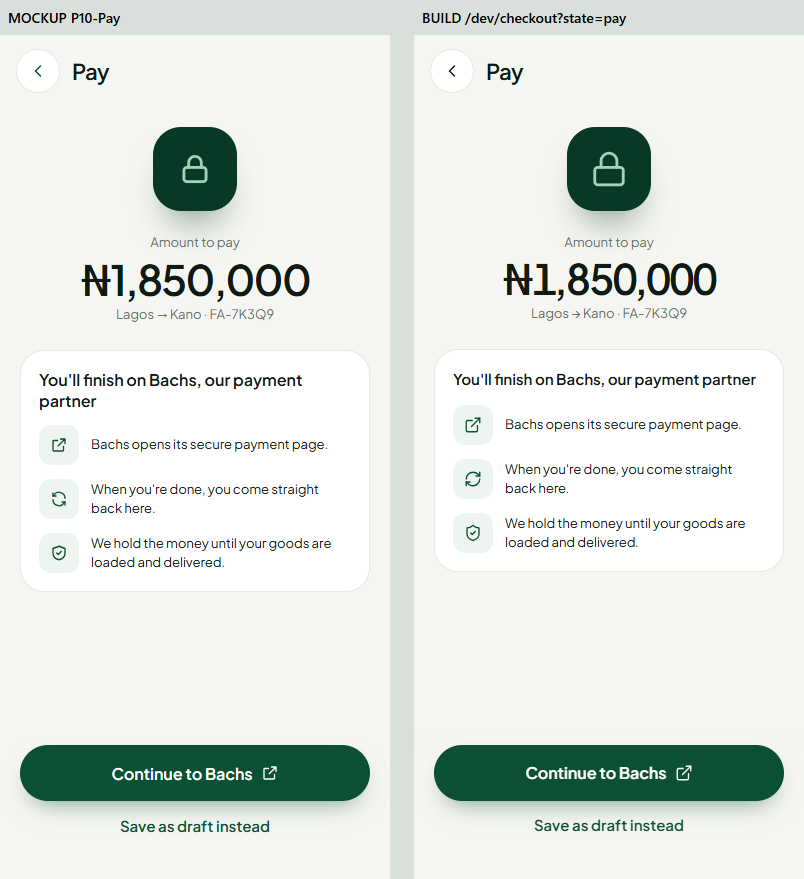 MOCKUP P10-Pay
Pay
Amount to pay
₦1,850,000
Lagos → Kano · FA-7K3Q9
You'll finish on Bachs, our payment
partner
Bachs opens its secure payment page.
When you're done, you come straight
back here.
We hold the money until your goods are
loaded and delivered.
Continue to Bachs
Save as draft instead
BUILD /dev/checkout?state=pay
Pay
Amount to pay
₦1,850,000
Lagos → Kano · FA-7K3Q9
You'll finish on Bachs, our payment partner
Bachs opens its secure payment page.
When you're done, you come straight
back here.
We hold the money until your goods are
loaded and delivered.
Continue to Bachs
Save as draft instead